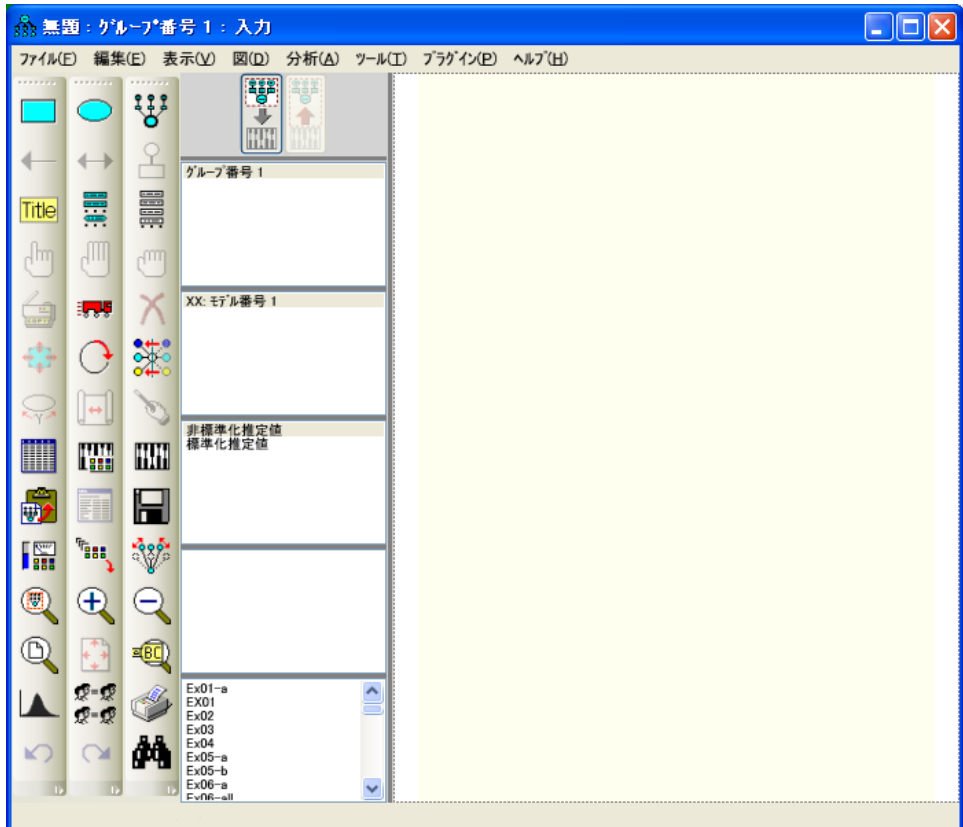 無題 : グループ番号 1 : 入力
ファイル(F) 編集(E) 表示(V) 図(D) 分析(A) ツール(T) プラグイン(P) ヘルプ(H)
グループ番号 1
Title
XX: モデル番号 1
非標準化推定値
標準化推定値
BC
Ex01-a
EX01
Ex02
Ex03
Ex04
Ex05-a
Ex05-b
Ex06-a
Ex06-all